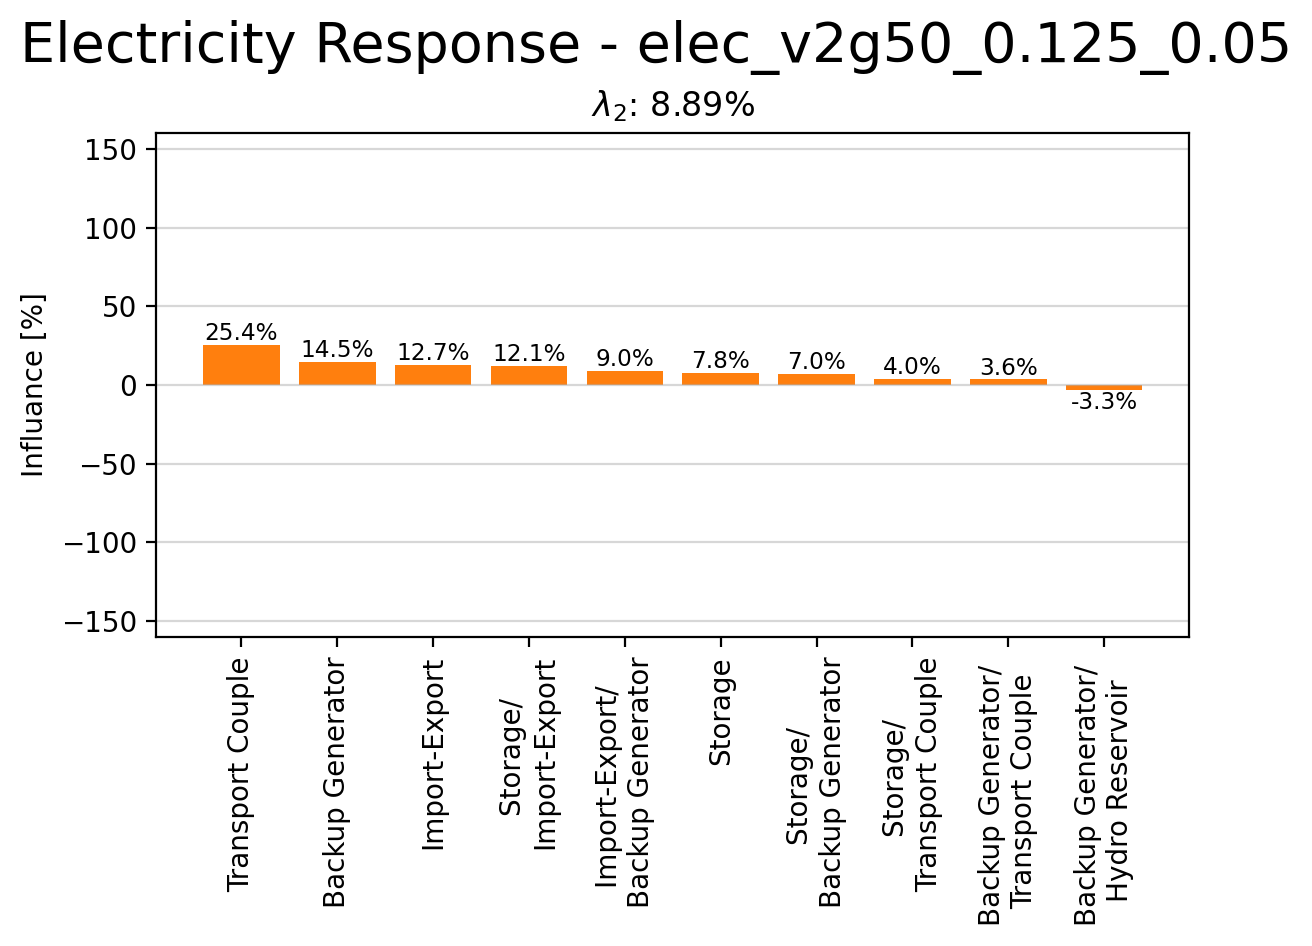 Electricity Response - elec_v2g50_0.125_0.05
λ₂: 8.89%
Influance [%]
150
100
50
0
−50
−100
−150
25.4%
14.5%
12.7%
12.1%
9.0%
7.8%
7.0%
4.0%
3.6%
-3.3%
Transport Couple
Backup Generator
Import-Export
Storage/
Import-Export
Import-Export/
Backup Generator
Storage
Storage/
Backup Generator
Storage/
Transport Couple
Backup Generator/
Transport Couple
Backup Generator/
Hydro Reservoir